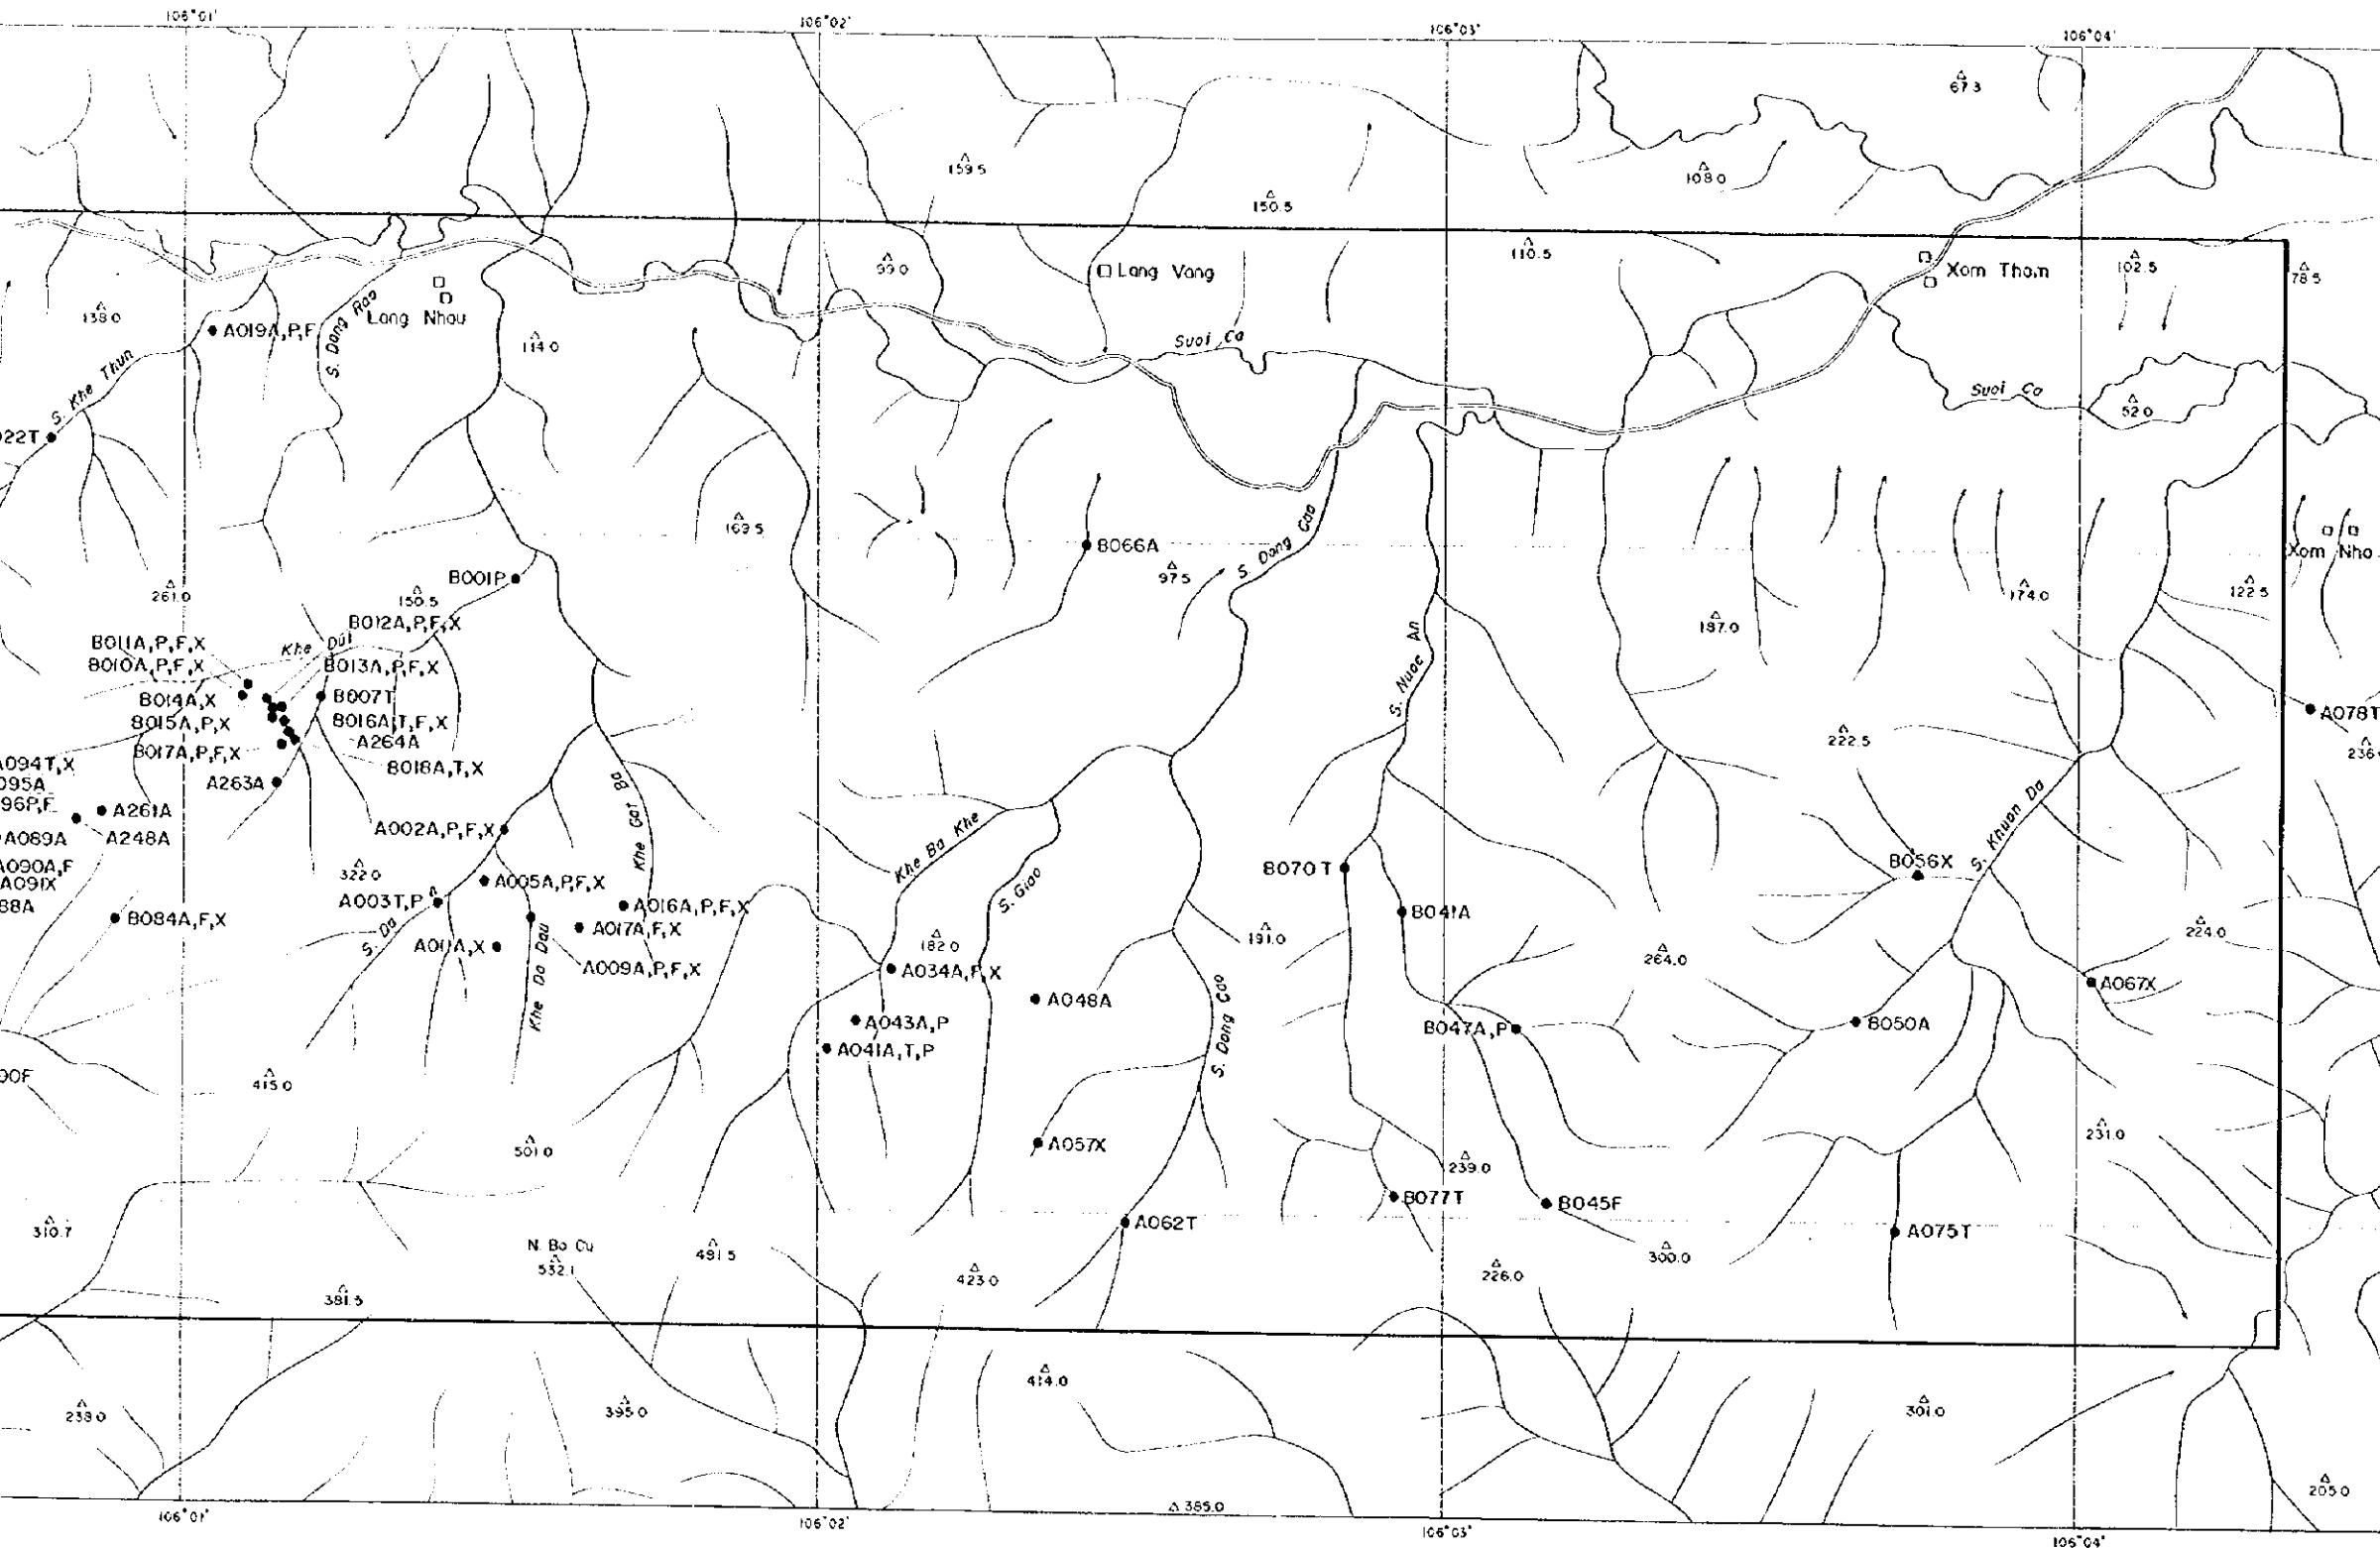 106°01'
106°02'
106°03'
106°04'
67.3
159.5
108.0
150.5
110.5
99.0
Lang Vang
Xom Thom
102.5
78.5
138.0
A019A,P,F
S. Dang Rao
Lang Nhau
114.0
Suoi Ca
S. Khe Thun
Suoi Ca
52.0
22T
169.5
B066A
S. Dong Cao
Xom Nho
B001P
97.5
261.0
150.5
174.0
122.5
B012A,P,F,X
187.0
B011A,P,F,X
Khe Dui
B010A,P,F,X
B013A,P,F,X
S. Nuoc An
B014A,X
B007T
A078T
B015A,P,X
B016A,T,F,X
A264A
222.5
B017A,P,F,X
236
A094T,X
B018A,T,X
095A
A263A
96P,F
A261A
Khe Gat Ba
A089A
A248A
A002A,P,F,X
Khe Ba Khe
S. Khuon Da
A090A,F
322.0
B070T
B056X
A091X
A005A,P,F,X
S. Giao
88A
A003T,P
A016A,P,F,X
B041A
B084A,F,X
A017A,F,X
S. Da
A011A,X
182.0
191.0
264.0
224.0
A009A,P,F,X
A034A,F,X
A067X
Khe Da Dau
A048A
S. Dong Cao
A043A,P
B047A,P
B050A
A041A,T,P
00F
415.0
501.0
A057X
231.0
239.0
B077T
B045F
310.7
A062T
A075T
N. Bo Cu
532.1
491.5
300.0
423.0
226.0
381.5
414.0
238.0
395.0
301.0
385.0
205.0
106°01'
106°02'
106°03'
106°04'